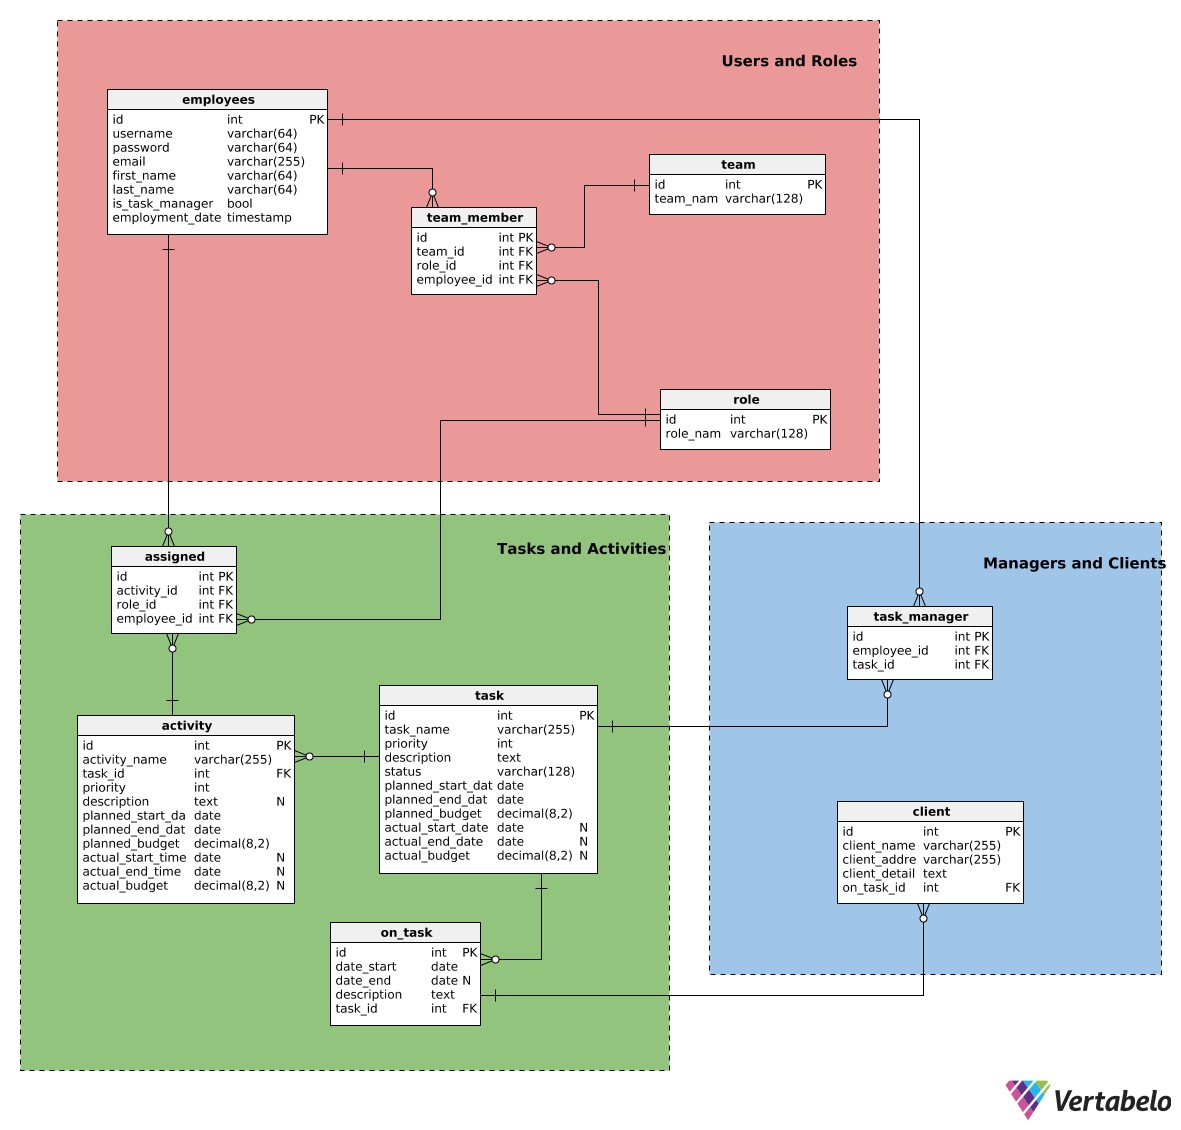 Users and Roles
employees
id int PK
username varchar(64)
password varchar(64)
email varchar(255)
first_name varchar(64)
last_name varchar(64)
is_task_manager bool
employment_date timestamp
team
id int PK
team_nam varchar(128)
team_member
id int PK
team_id int FK
role_id int FK
employee_id int FK
role
id int PK
role_nam varchar(128)
Tasks and Activities
assigned
id int PK
activity_id int FK
role_id int FK
employee_id int FK
activity
id int PK
activity_name varchar(255)
task_id int FK
priority int
description text N
planned_start_da date
planned_end_dat date
planned_budget decimal(8,2)
actual_start_time date N
actual_end_time date N
actual_budget decimal(8,2) N
task
id int PK
task_name varchar(255)
priority int
description text
status varchar(128)
planned_start_dat date
planned_end_dat date
planned_budget decimal(8,2)
actual_start_date date N
actual_end_date date N
actual_budget decimal(8,2) N
on_task
id int PK
date_start date
date_end date N
description text
task_id int FK
Managers and Clients
task_manager
id int PK
employee_id int FK
task_id int FK
client
id int PK
client_name varchar(255)
client_addre varchar(255)
client_detail text
on_task_id int FK
Vertabelo